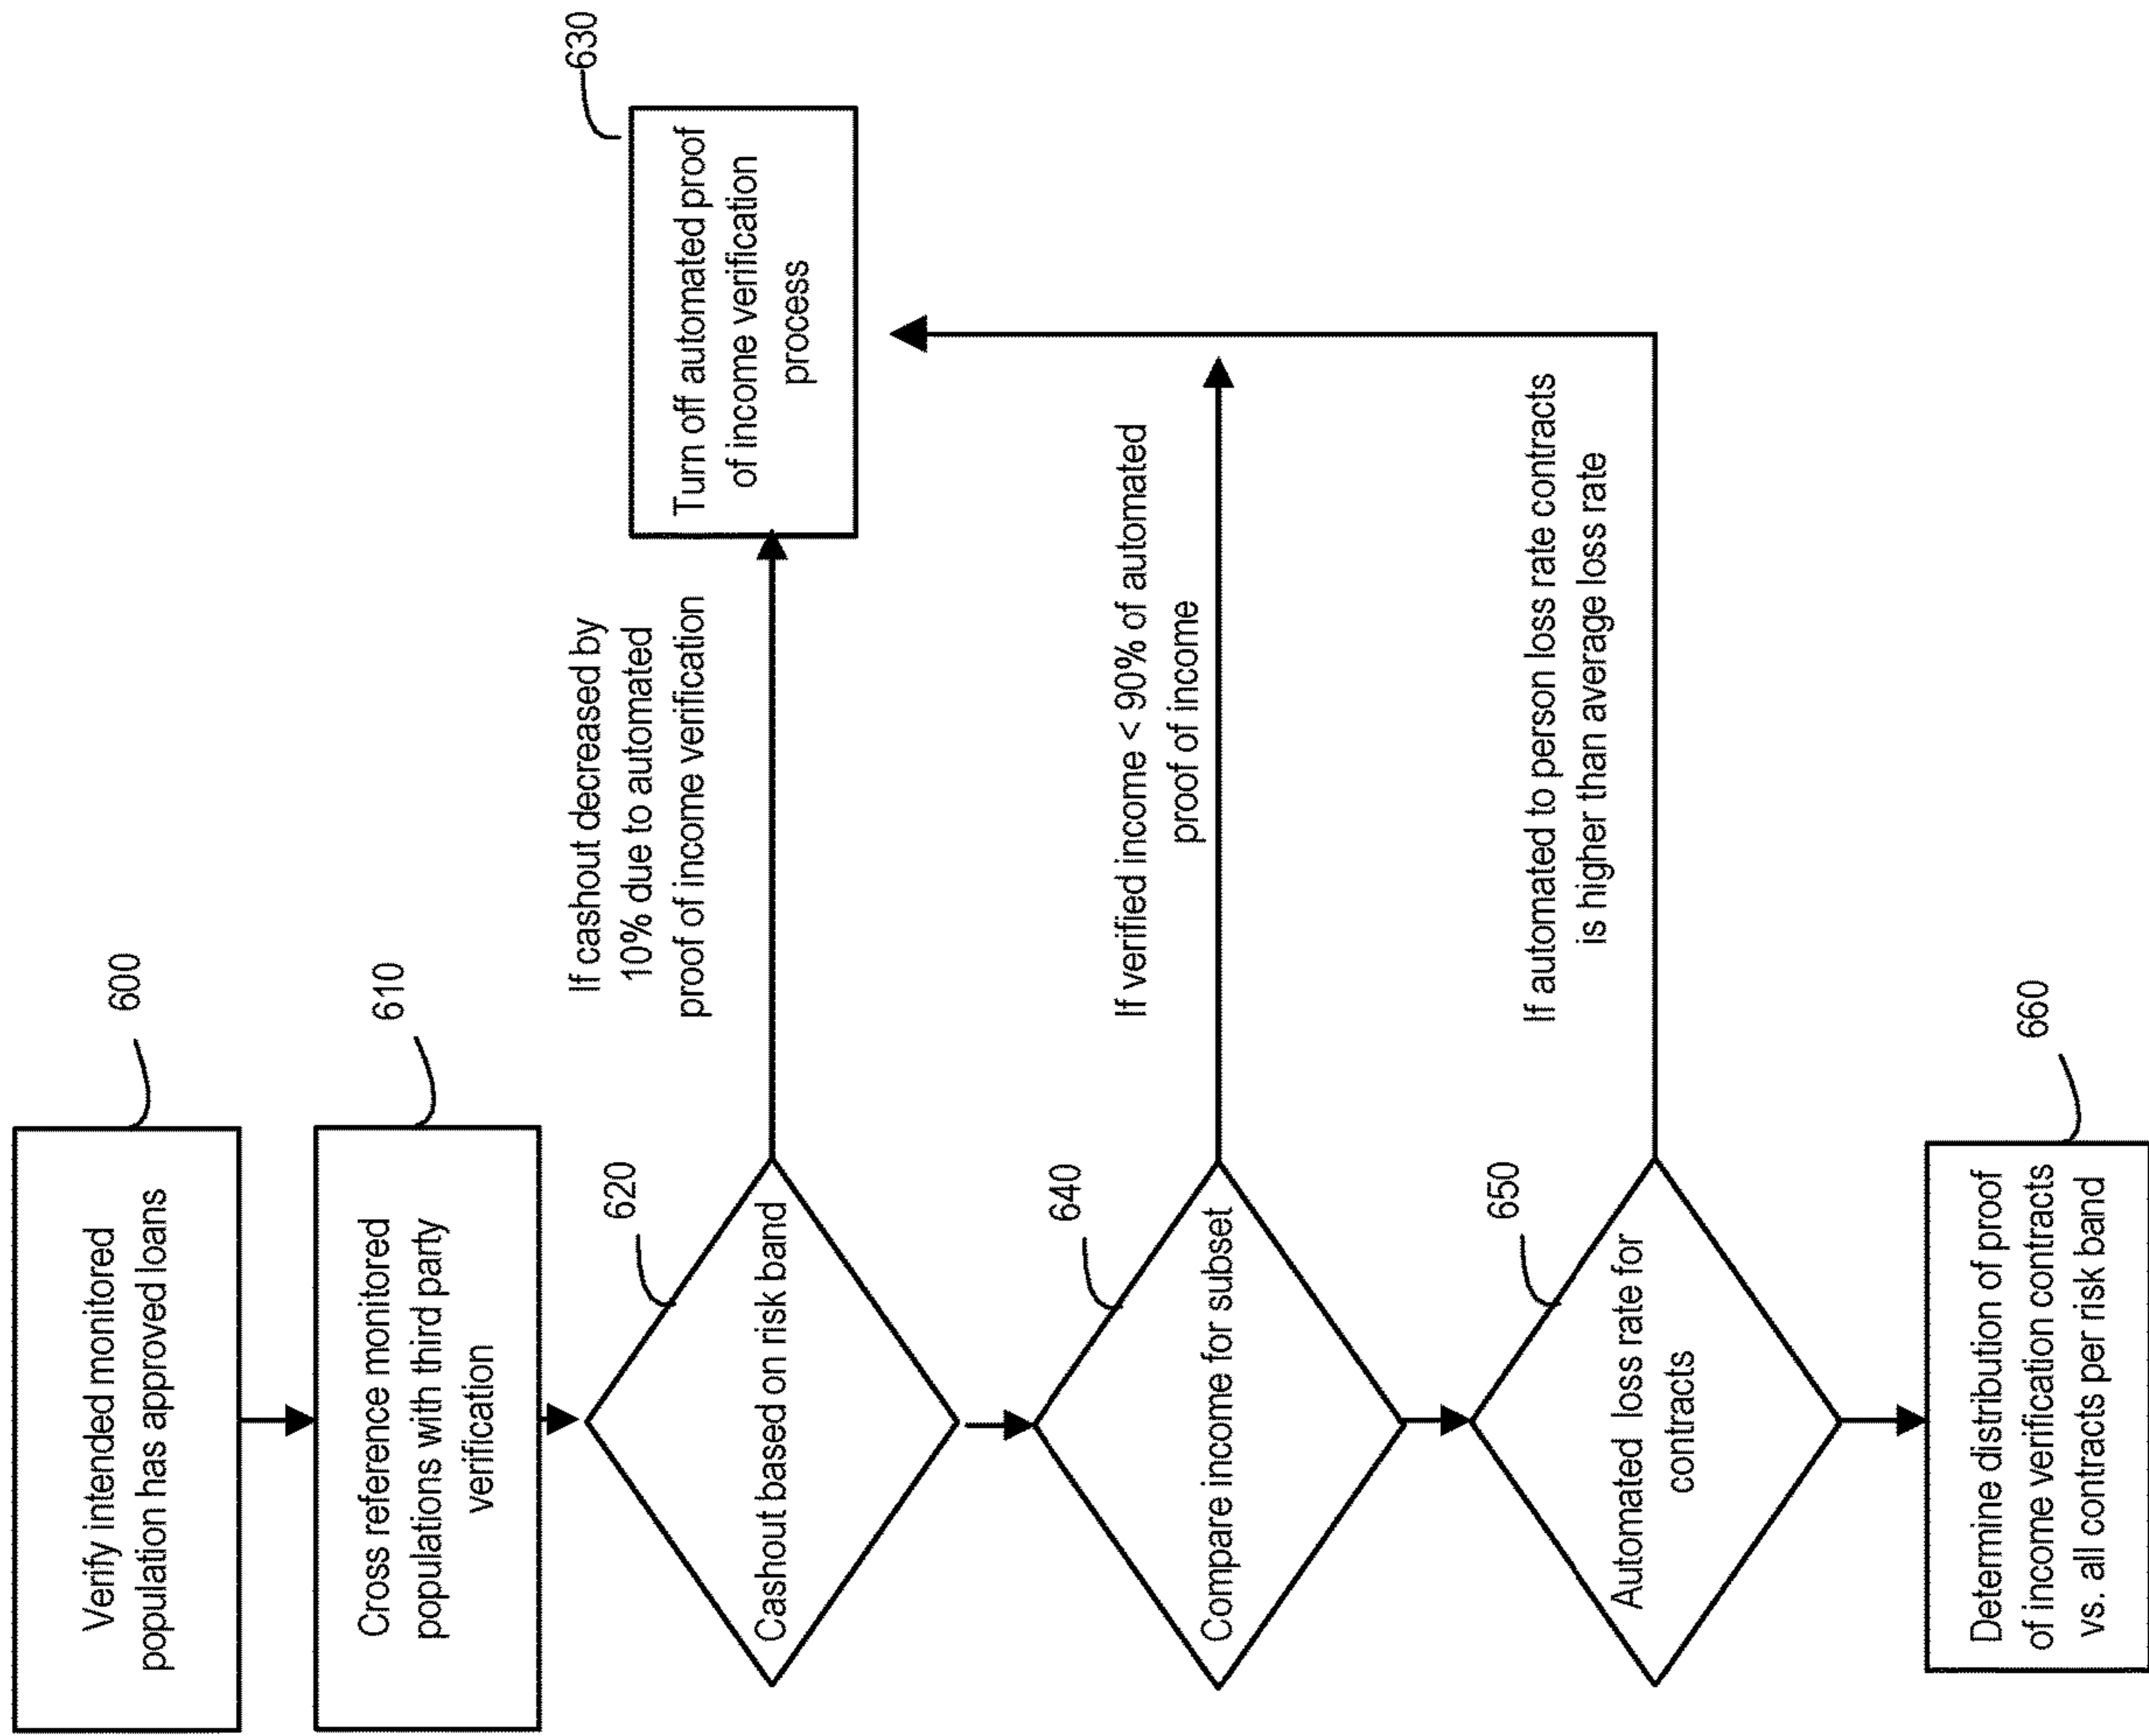 600
Verify intended monitored
population has approved loans
610
Cross reference monitored
populations with third party
verification
620
Cashout based on risk band
If cashout decreased by
10% due to automated
proof of income verification
630
Turn off automated proof
of income verification
process
640
Compare income for subset
If verified income < 90% of automated
proof of income
650
Automated loss rate for
contracts
If automated to person loss rate contracts
is higher than average loss rate
660
Determine distribution of proof
of income verification contracts
vs. all contracts per risk band